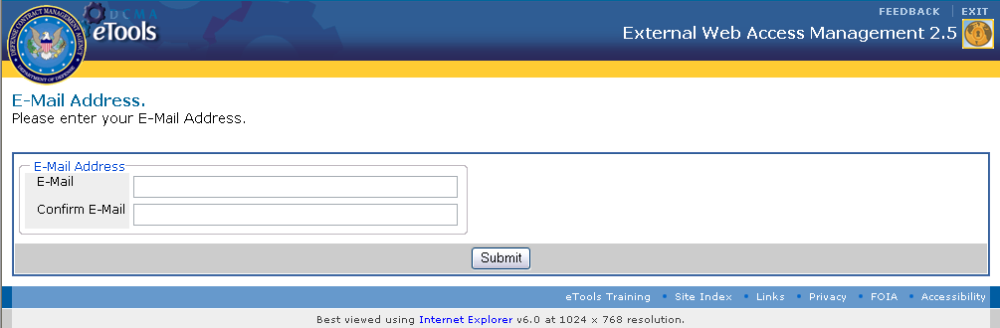 FEEDBACK | EXIT
DCMA
eTools
External Web Access Management 2.5
DEFENSE CONTRACT MANAGEMENT AGENCY
DEPARTMENT OF DEFENSE
E-Mail Address.
Please enter your E-Mail Address.
E-Mail Address
E-Mail
Confirm E-Mail
Submit
eTools Training • Site Index • Links • Privacy • FOIA • Accessibility
Best viewed using Internet Explorer v6.0 at 1024 x 768 resolution.